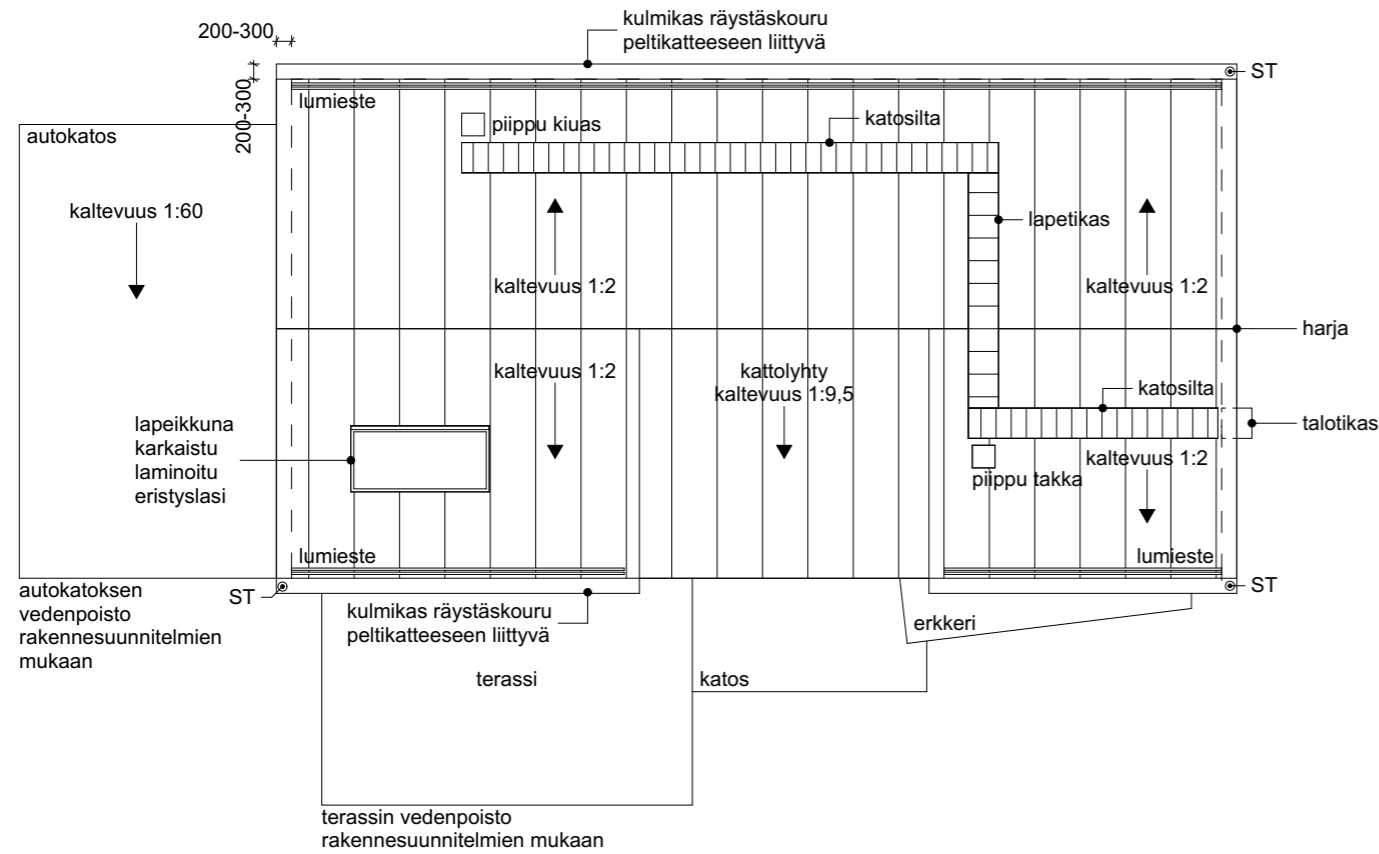 kulmikas räystäskouru
peltikatteeseen liittyvä
200-300
ST
200-300
lumieste
autokatos
piippu kiuas
katosilta
kaltevuus 1:60
lapetikas
kaltevuus 1:2
kaltevuus 1:2
harja
kaltevuus 1:2
kattolyhty
kaltevuus 1:9,5
katosilta
lapeikkuna
karkaistu
laminoitu
eristyslasi
talotikas
kaltevuus 1:2
piippu takka
lumieste
lumieste
autokatoksen
vedenpoisto
rakennesuunnitelmien
mukaan
ST
ST
kulmikas räystäskouru
peltikatteeseen liittyvä
erkkeri
terassi
katos
terassin vedenpoisto
rakennesuunnitelmien mukaan